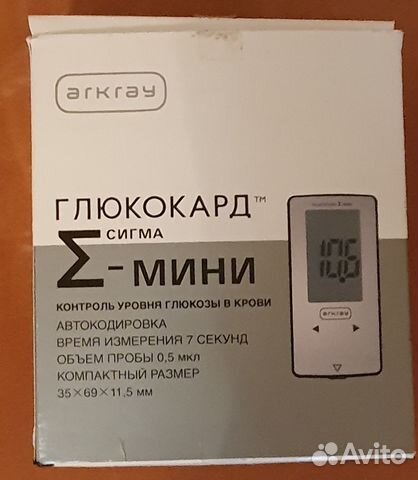 arkray
ГЛЮКОКАРД™
Σ СИГМА
-МИНИ
КОНТРОЛЬ УРОВНЯ ГЛЮКОЗЫ В КРОВИ
АВТОКОДИРОВКА
ВРЕМЯ ИЗМЕРЕНИЯ 7 СЕКУНД
ОБЪЕМ ПРОБЫ 0,5 мкл
КОМПАКТНЫЙ РАЗМЕР
35×69×11,5 мм
10,6
arkray
Avito